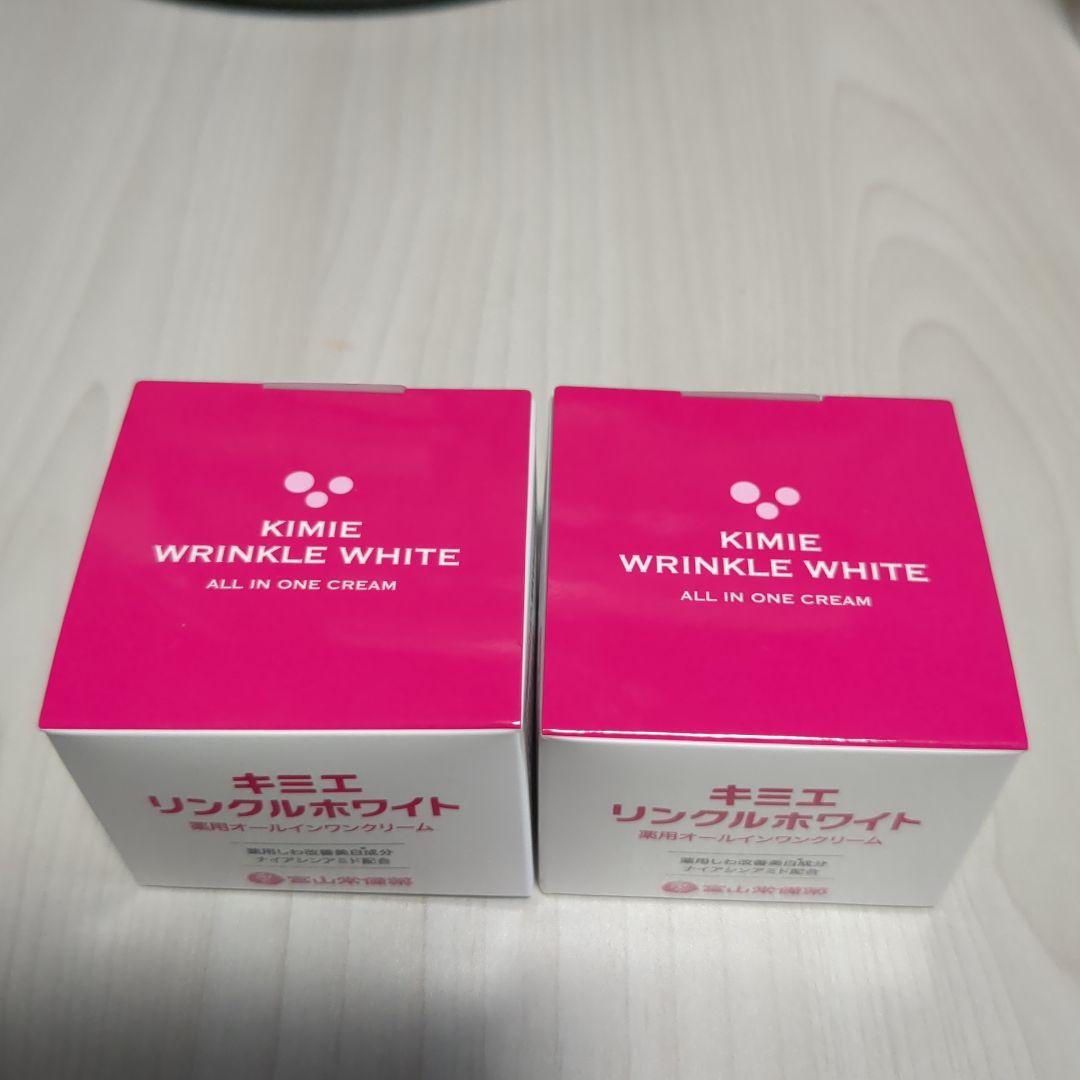 KIMIE
WRINKLE WHITE
ALL IN ONE CREAM
キミエ
リンクルホワイト
薬用オールインワンクリーム
薬用しわ改善美白*成分
ナイアシンアミド配合
富山常備薬
KIMIE
WRINKLE WHITE
ALL IN ONE CREAM
キミエ
リンクルホワイト
薬用オールインワンクリーム
薬用しわ改善美白*成分
ナイアシンアミド配合
富山常備薬